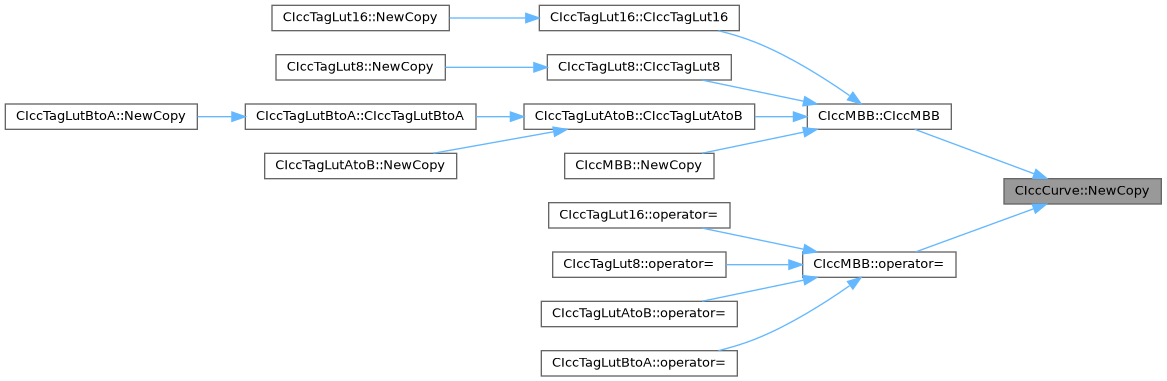 CIccTagLut16::NewCopy
CIccTagLut16::CIccTagLut16
CIccTagLut8::NewCopy
CIccTagLut8::CIccTagLut8
CIccTagLutBtoA::NewCopy
CIccTagLutBtoA::CIccTagLutBtoA
CIccTagLutAtoB::CIccTagLutAtoB
CIccMBB::CIccMBB
CIccTagLutAtoB::NewCopy
CIccMBB::NewCopy
CIccCurve::NewCopy
CIccTagLut16::operator=
CIccTagLut8::operator=
CIccMBB::operator=
CIccTagLutAtoB::operator=
CIccTagLutBtoA::operator=